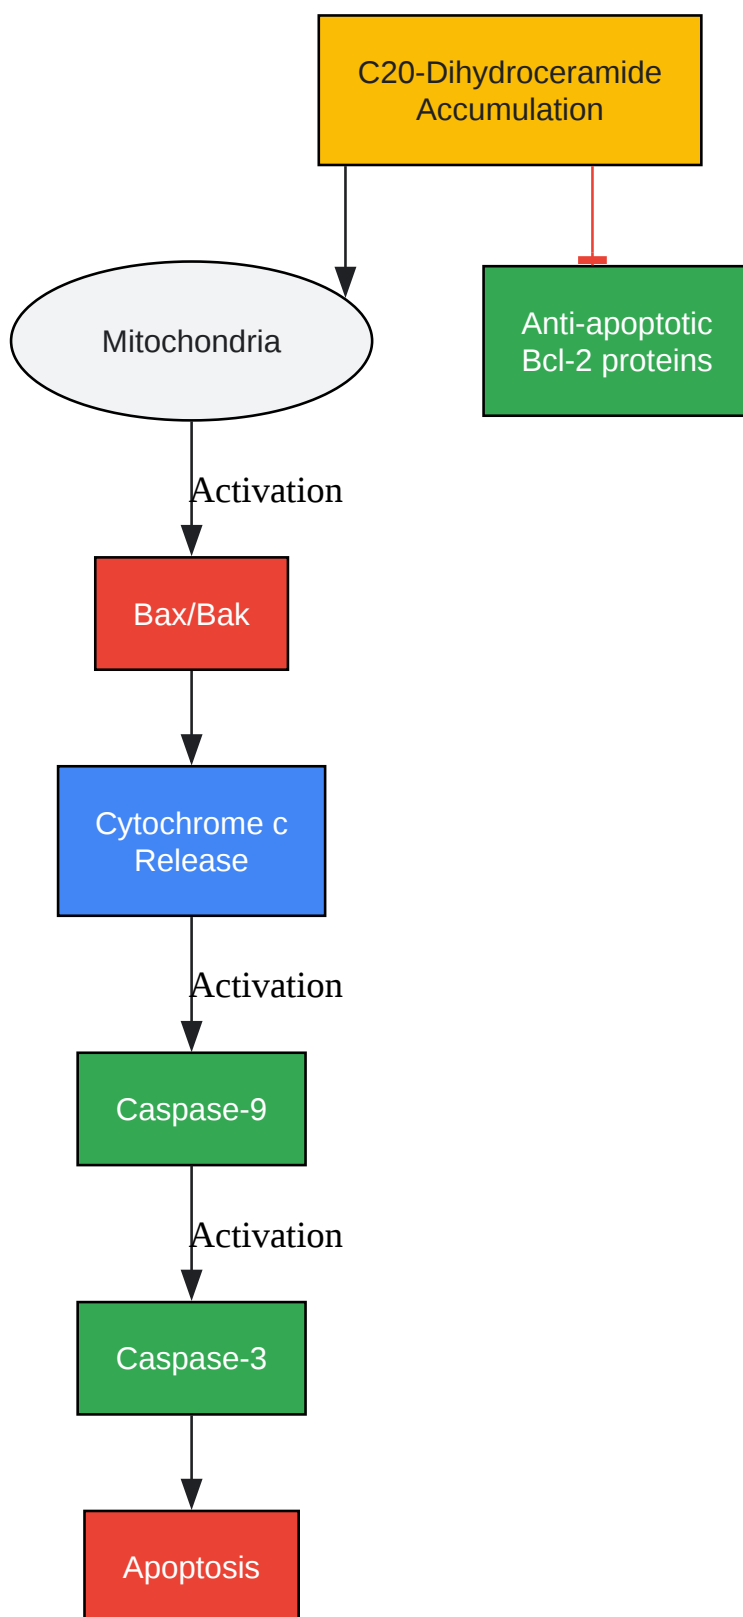 C20-Dihydroceramide
Accumulation
Mitochondria
Anti-apoptotic
Bcl-2 proteins
Activation
Bax/Bak
Cytochrome c
Release
Activation
Caspase-9
Activation
Caspase-3
Apoptosis